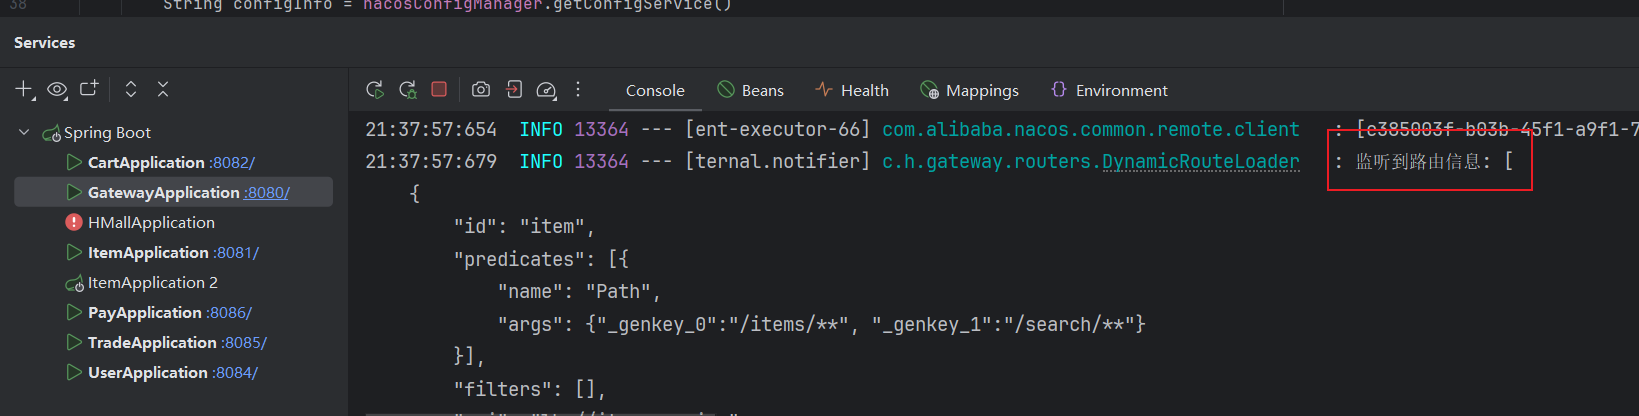 38 String configInfo = nacosConfigManager.getConfigService()
Services
Console Beans Health Mappings Environment
Spring Boot
CartApplication :8082/
GatewayApplication :8080/
HMallApplication
ItemApplication :8081/
ItemApplication 2
PayApplication :8086/
TradeApplication :8085/
UserApplication :8084/
21:37:57:654 INFO 13364 --- [ent-executor-66] com.alibaba.nacos.common.remote.client : [c385003f-b03b-45f1-a9f1-7
21:37:57:679 INFO 13364 --- [ternal.notifier] c.h.gateway.routers.DynamicRouteLoader : 监听到路由信息: [
{
"id": "item",
"predicates": [{
"name": "Path",
"args": {"_genkey_0":"/items/**", "_genkey_1":"/search/**"}
}],
"filters": [],